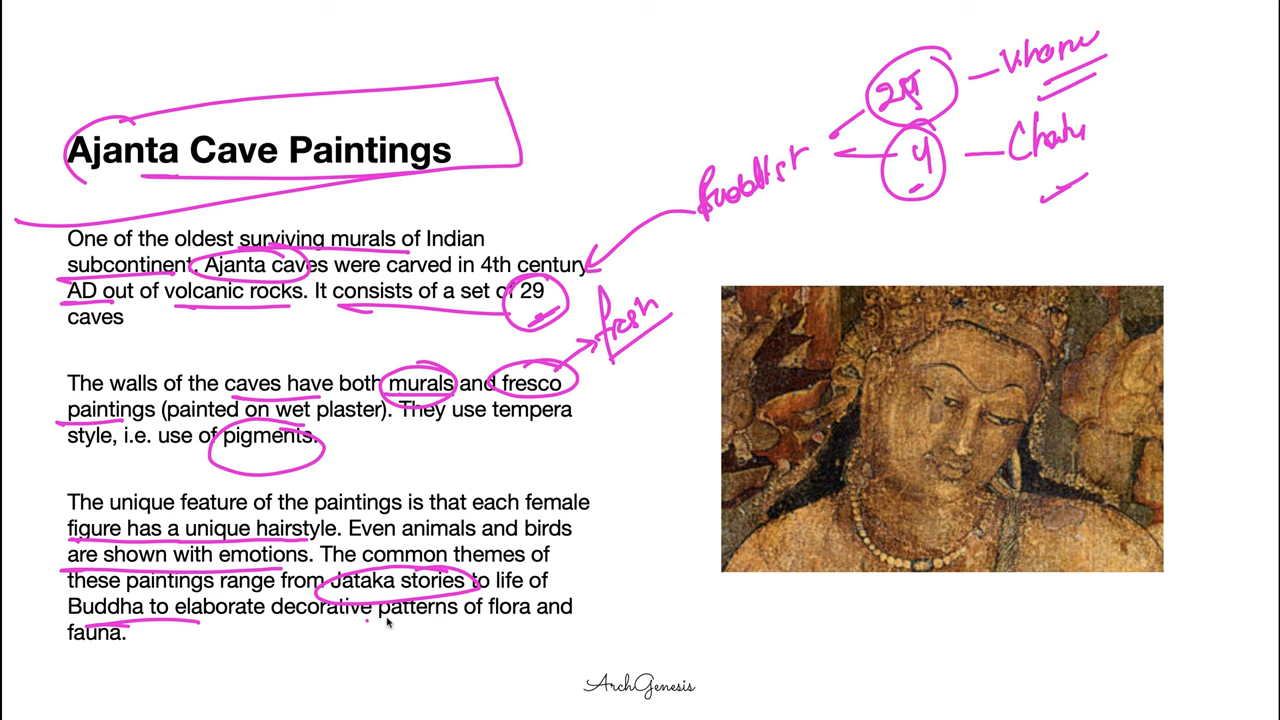 Ajanta Cave Paintings
One of the oldest surviving murals of Indian
subcontinent. Ajanta caves were carved in 4th century
AD out of volcanic rocks. It consists of a set of 29
caves
The walls of the caves have both murals and fresco
paintings (painted on wet plaster). They use tempera
style, i.e. use of pigments.
The unique feature of the paintings is that each female
figure has a unique hairstyle. Even animals and birds
are shown with emotions. The common themes of
these paintings range from Jataka stories to life of
Buddha to elaborate decorative patterns of flora and
fauna.
Buddhist
4
fresh
ArchGenesis